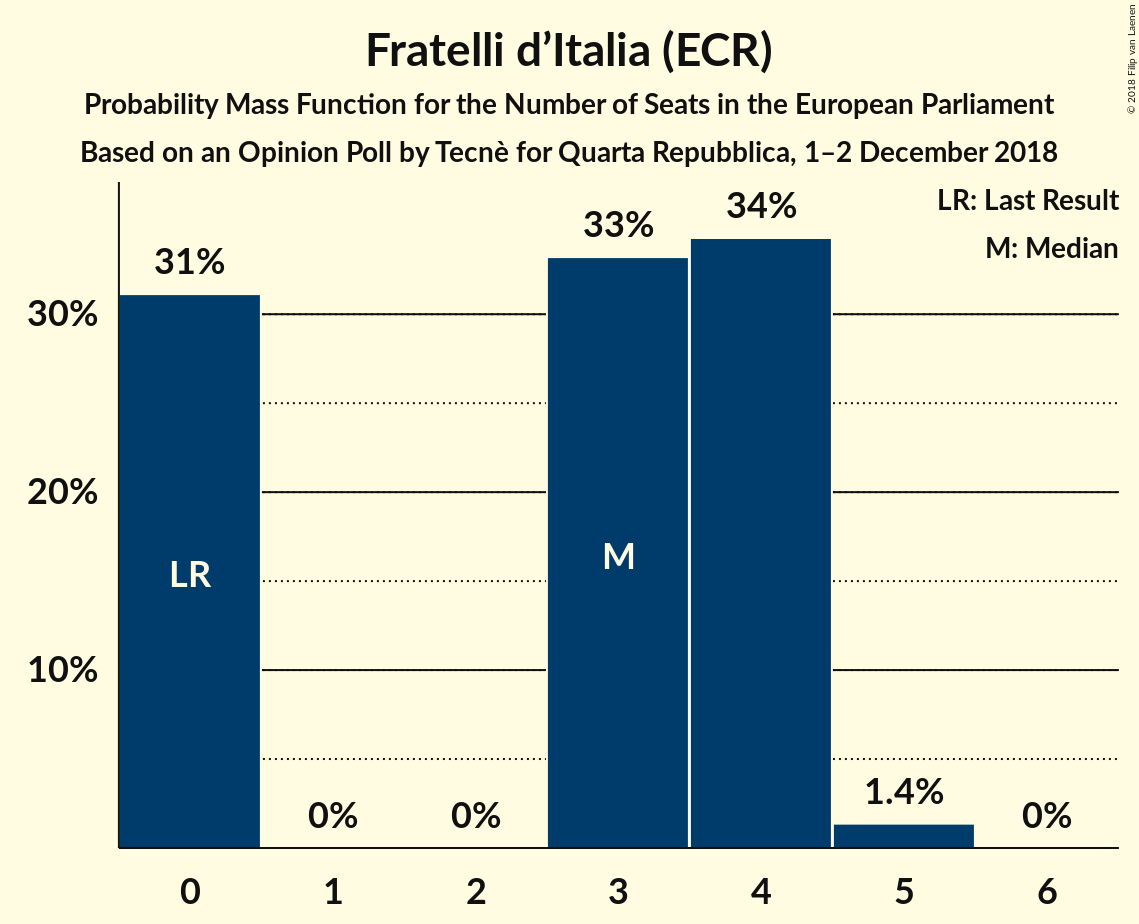 Fratelli d’Italia (ECR)
Probability Mass Function for the Number of Seats in the European Parliament
Based on an Opinion Poll by Tecnè for Quarta Repubblica, 1–2 December 2018
© 2018 Filip van Laenen
LR: Last Result
M: Median
34%
33%
31%
30%
20%
10%
LR
M
1.4%
0%
0%
0%
0 1 2 3 4 5 6